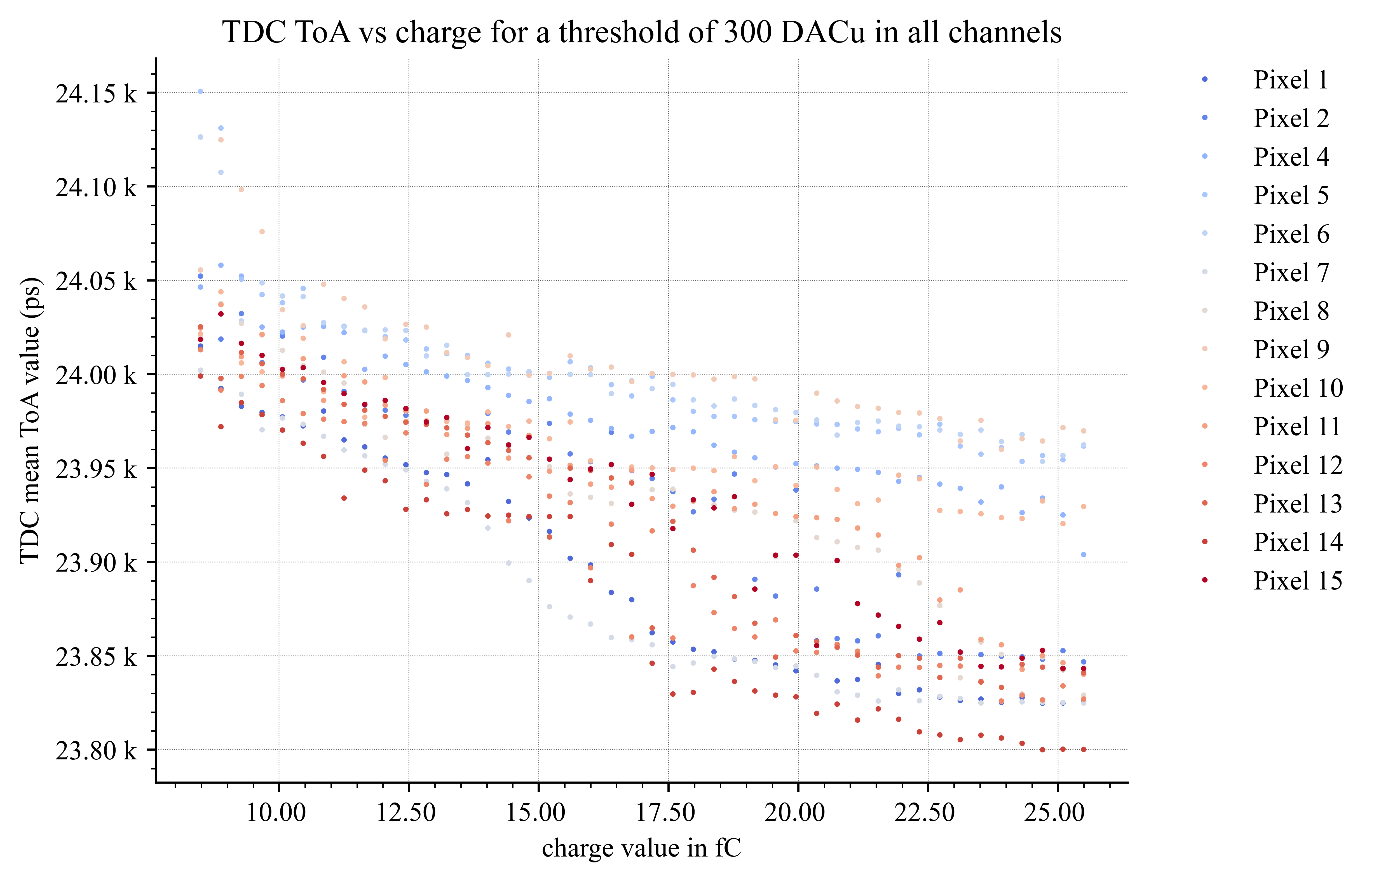 TDC ToA vs charge for a threshold of 300 DACu in all channels
24.15 k
24.10 k
24.05 k
24.00 k
23.95 k
23.90 k
23.85 k
23.80 k
TDC mean ToA value (ps)
10.00 12.50 15.00 17.50 20.00 22.50 25.00
charge value in fC
Pixel 1
Pixel 2
Pixel 4
Pixel 5
Pixel 6
Pixel 7
Pixel 8
Pixel 9
Pixel 10
Pixel 11
Pixel 12
Pixel 13
Pixel 14
Pixel 15